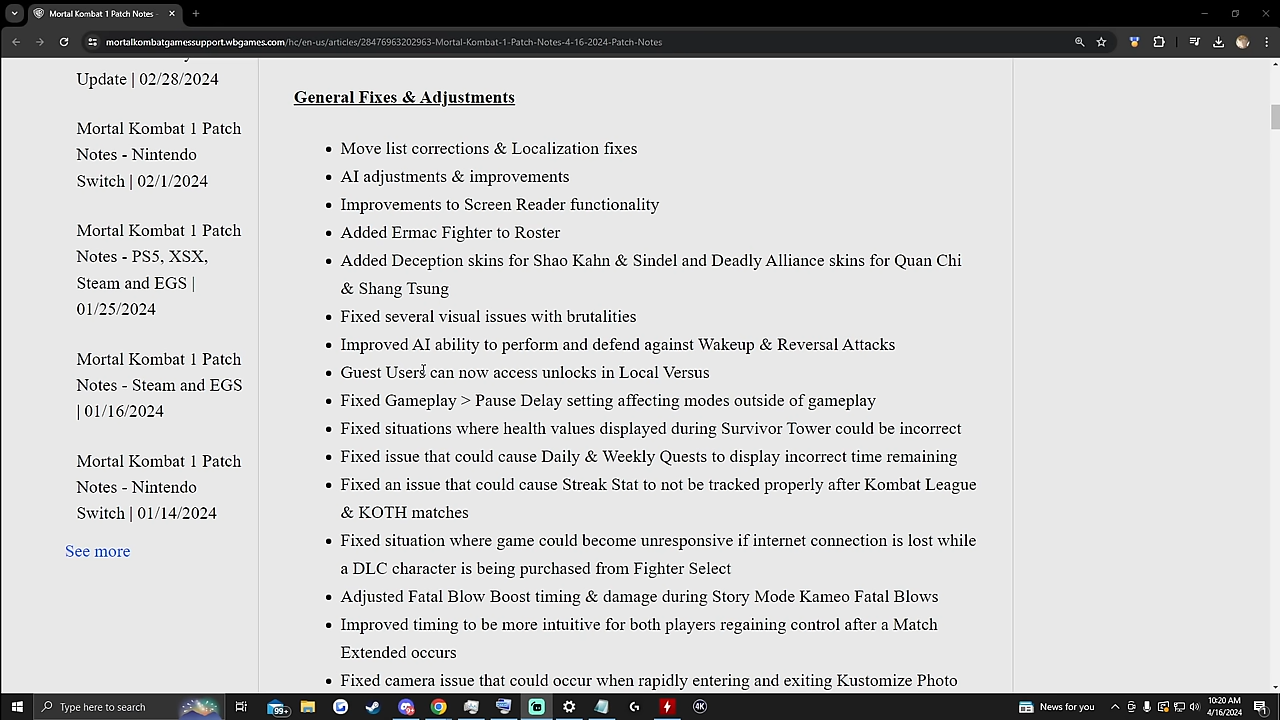 Mortal Kombat 1 Patch Notes -
mortalkombatgamessupport.wbgames.com/hc/en-us/articles/28476963202963-Mortal-Kombat-1-Patch-Notes-4-16-2024-Patch-Notes
Update | 02/28/2024
Mortal Kombat 1 Patch
Notes - Nintendo
Switch | 02/1/2024
Mortal Kombat 1 Patch
Notes - PS5, XSX,
Steam and EGS |
01/25/2024
Mortal Kombat 1 Patch
Notes - Steam and EGS
| 01/16/2024
Mortal Kombat 1 Patch
Notes - Nintendo
Switch | 01/14/2024
See more
General Fixes & Adjustments
• Move list corrections & Localization fixes
• AI adjustments & improvements
• Improvements to Screen Reader functionality
• Added Ermac Fighter to Roster
• Added Deception skins for Shao Kahn & Sindel and Deadly Alliance skins for Quan Chi
& Shang Tsung
• Fixed several visual issues with brutalities
• Improved AI ability to perform and defend against Wakeup & Reversal Attacks
• Guest Users can now access unlocks in Local Versus
• Fixed Gameplay > Pause Delay setting affecting modes outside of gameplay
• Fixed situations where health values displayed during Survivor Tower could be incorrect
• Fixed issue that could cause Daily & Weekly Quests to display incorrect time remaining
• Fixed an issue that could cause Streak Stat to not be tracked properly after Kombat League
& KOTH matches
• Fixed situation where game could become unresponsive if internet connection is lost while
a DLC character is being purchased from Fighter Select
• Adjusted Fatal Blow Boost timing & damage during Story Mode Kameo Fatal Blows
• Improved timing to be more intuitive for both players regaining control after a Match
Extended occurs
• Fixed camera issue that could occur when rapidly entering and exiting Kustomize Photo
Type here to search
99+
4K
News for you
10:20 AM
4/16/2024